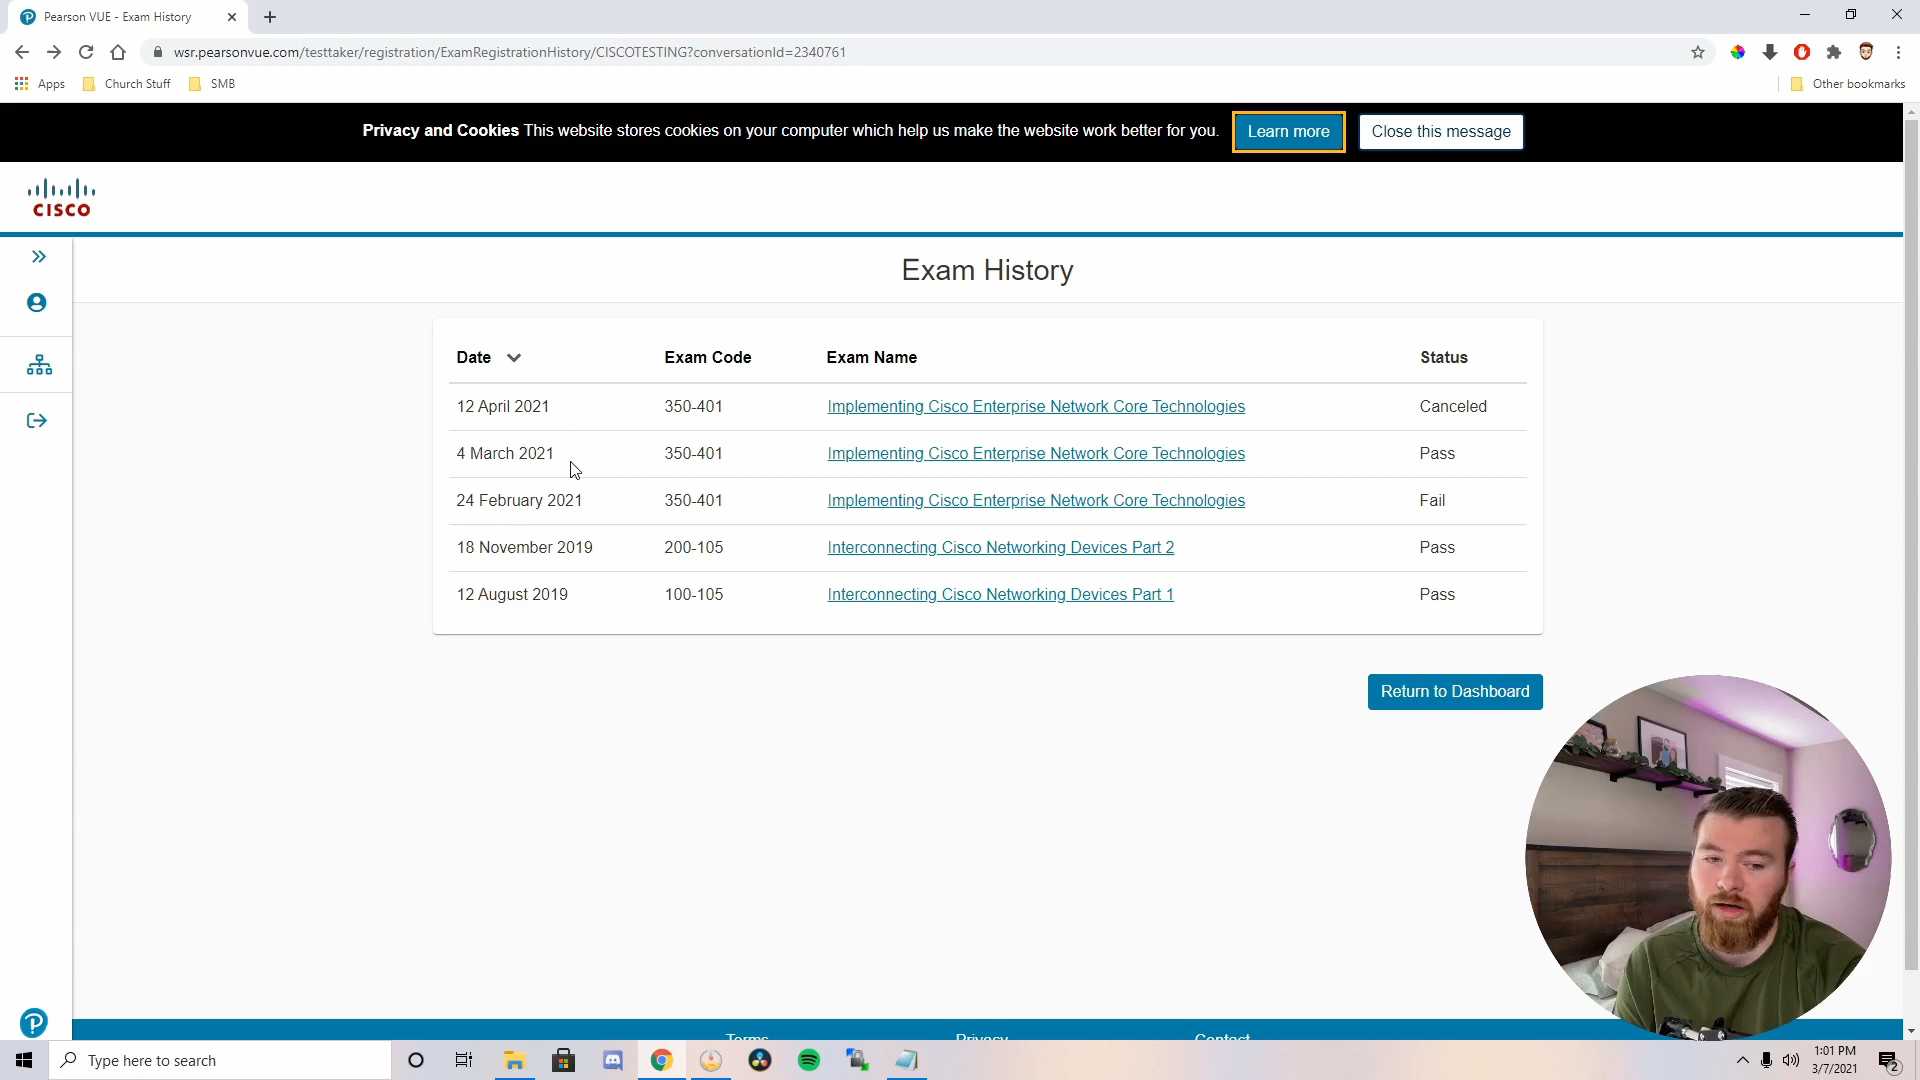 Pearson VUE - Exam History
wsr.pearsonvue.com/testtaker/registration/ExamRegistrationHistory/CISCOTESTING?conversationId=2340761
Apps Church Stuff SMB Other bookmarks
Privacy and Cookies This website stores cookies on your computer which help us make the website work better for you. Learn more Close this message
CISCO
Exam History
Date Exam Code Exam Name Status
12 April 2021 350-401 Implementing Cisco Enterprise Network Core Technologies Canceled
4 March 2021 350-401 Implementing Cisco Enterprise Network Core Technologies Pass
24 February 2021 350-401 Implementing Cisco Enterprise Network Core Technologies Fail
18 November 2019 200-105 Interconnecting Cisco Networking Devices Part 2 Pass
12 August 2019 100-105 Interconnecting Cisco Networking Devices Part 1 Pass
Return to Dashboard
Terms Privacy Contact
Type here to search
1:01 PM
3/7/2021
2